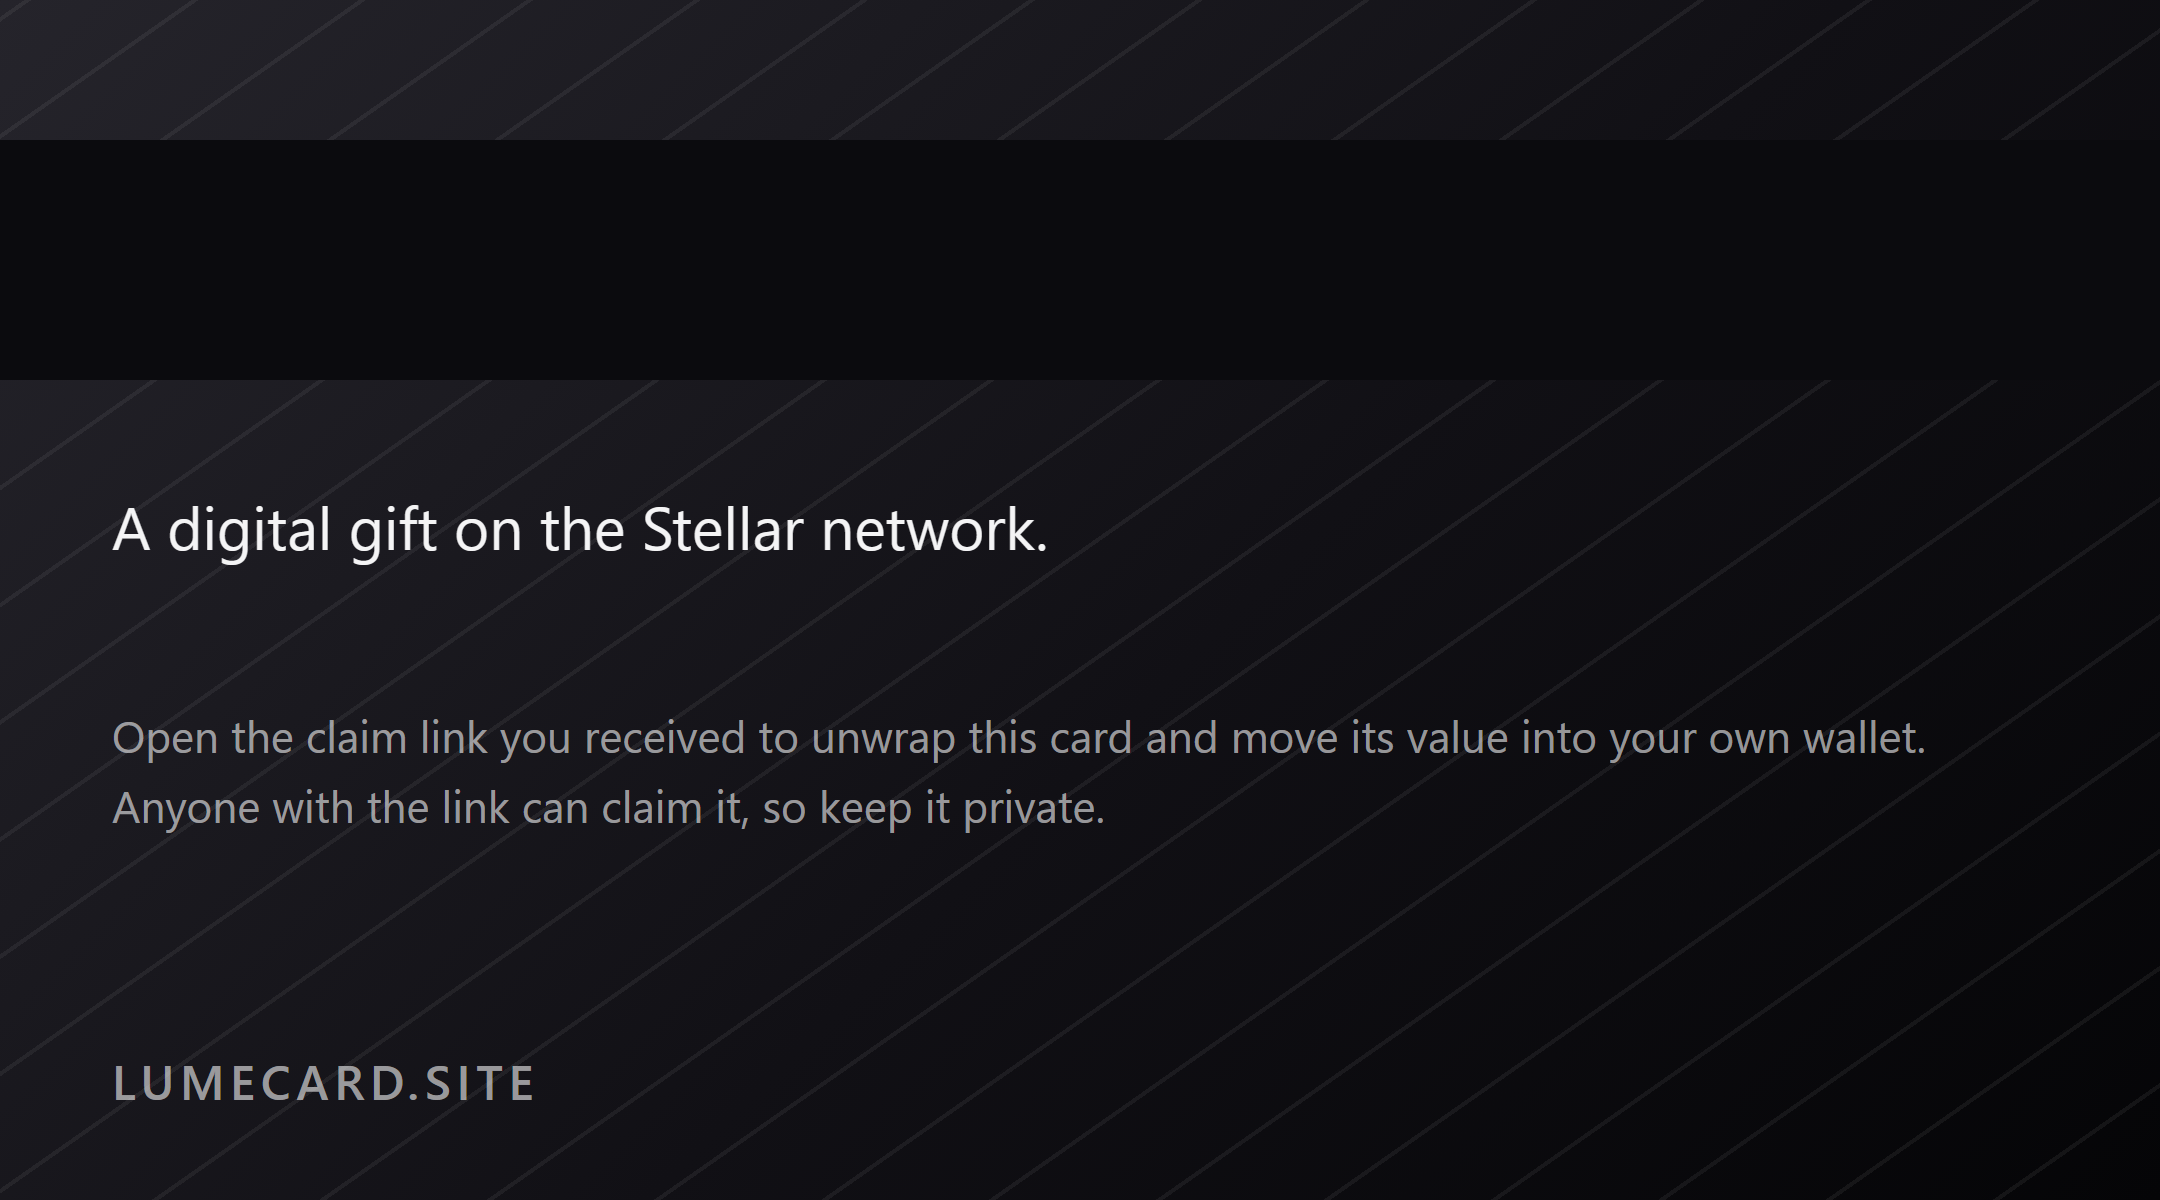 A digital gift on the Stellar network.
Open the claim link you received to unwrap this card and move its value into your own wallet.
Anyone with the link can claim it, so keep it private.
LUMECARD.SITE